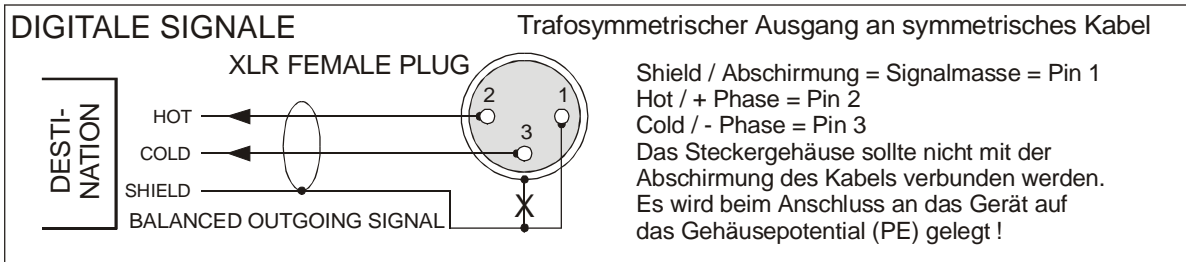 DIGITALE SIGNALE
Trafosymmetrischer Ausgang an symmetrisches Kabel
XLR FEMALE PLUG
DESTI-
NATION
HOT
COLD
SHIELD
BALANCED OUTGOING SIGNAL
2
1
3
X
Shield / Abschirmung = Signalmasse = Pin 1
Hot / + Phase = Pin 2
Cold / - Phase = Pin 3
Das Steckergehäuse sollte nicht mit der
Abschirmung des Kabels verbunden werden.
Es wird beim Anschluss an das Gerät auf
das Gehäusepotential (PE) gelegt !